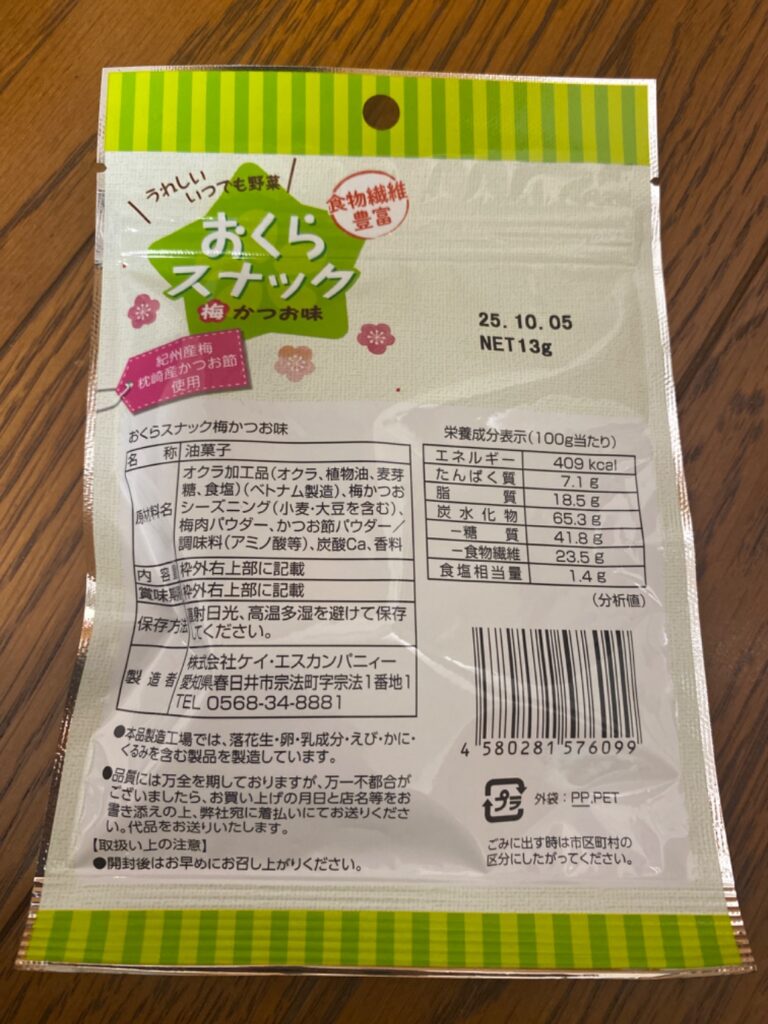 うれしい
いつでも野菜
食物繊維
豊富
おくら
スナック
梅かつお味
紀州産梅
枕崎産かつお節
使用
25.10.05
NET13g
おくらスナック梅かつお味
名 称 油菓子
原材料名 オクラ加工品(オクラ、植物油、麦芽
糖、食塩)(ベトナム製造)、梅かつお
シーズニング(小麦・大豆を含む)、
梅肉パウダー、かつお節パウダー/
調味料(アミノ酸等)、炭酸Ca、香料
内 容 量 枠外右上部に記載
賞味期 枠外右上部に記載
保存方法 直射日光、高温多湿を避けて保存
してください。
製 造 者 株式会社ケイ・エスカンパニィー
愛知県春日井市宗法町字宗法1番地1
TEL 0568-34-8881
栄養成分表示(100g当たり)
エネルギー 409 kcal
たんぱく質 7.1 g
脂 質 18.5 g
炭水化物 65.3 g
−糖 質 41.8 g
−食物繊維 23.5 g
食塩相当量 1.4 g
(分析値)
4 580281 576099
●本品製造工場では、落花生・卵・乳成分・えび・かに・
くるみを含む製品を製造しています。
●品質には万全を期しておりますが、万一不都合が
ございましたら、お買い上げの月日と店名等をお
書き添えの上、弊社宛に着払いにてお送りくださ
い。代品をお送りいたします。
【取扱い上の注意】
●開封後はお早めにお召し上がりください。
プラ
外袋:PP,PET
ごみに出す時は市区町村の
区分にしたがってください。